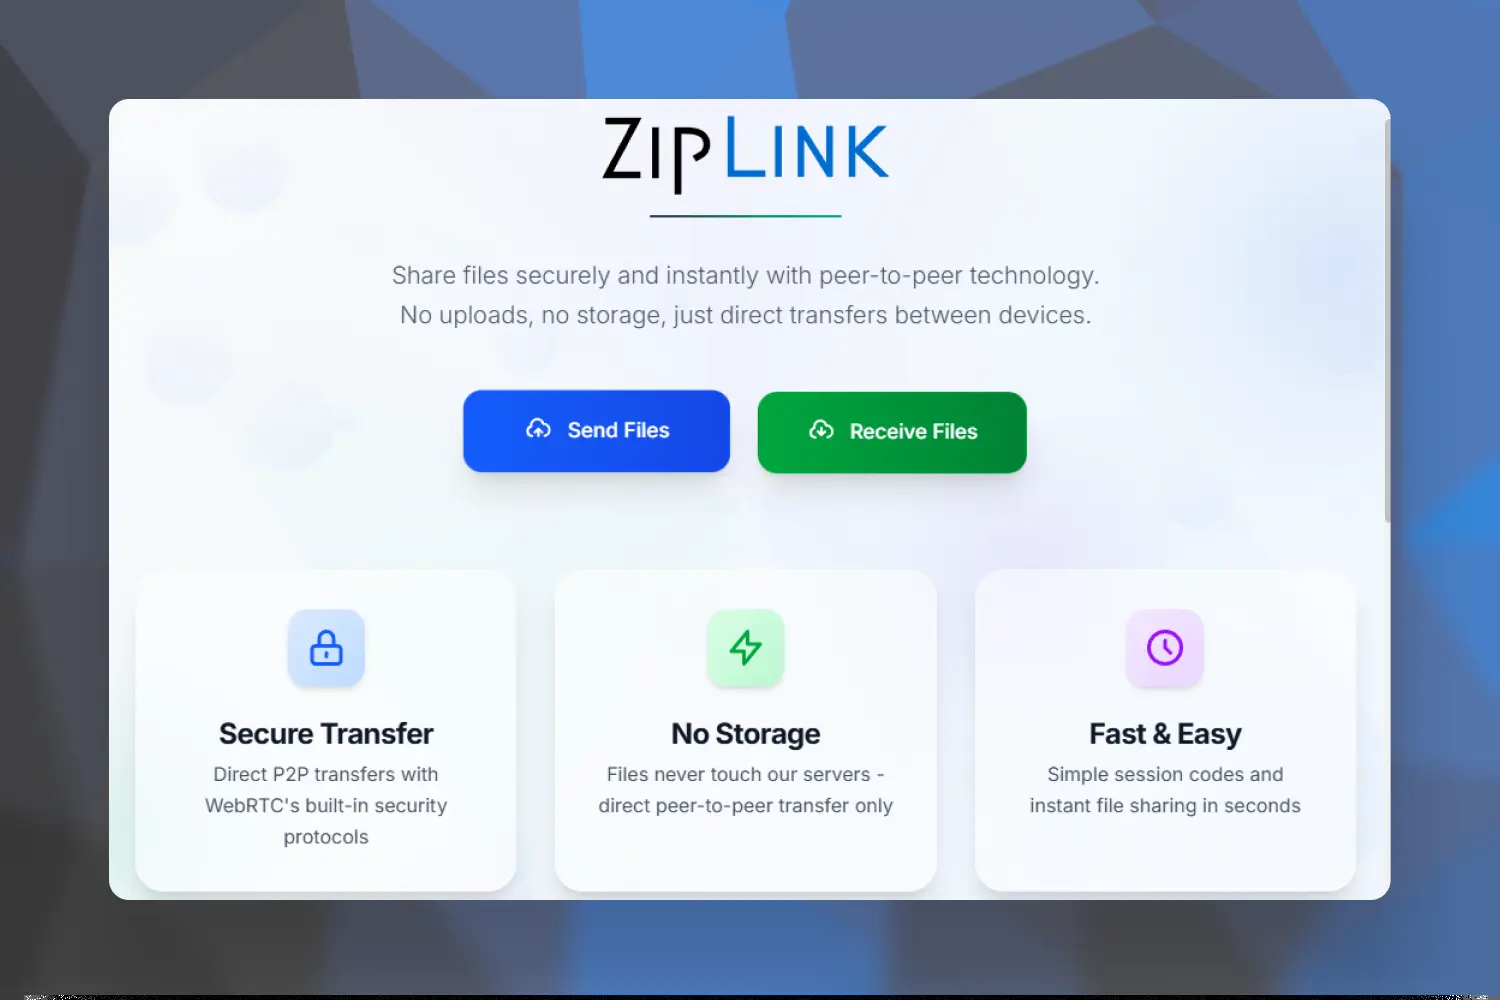 ZipLink
Share files securely and instantly with peer-to-peer technology.
No uploads, no storage, just direct transfers between devices.
Send Files
Receive Files
Secure Transfer
Direct P2P transfers with
WebRTC's built-in security
protocols
No Storage
Files never touch our servers -
direct peer-to-peer transfer only
Fast & Easy
Simple session codes and
instant file sharing in seconds